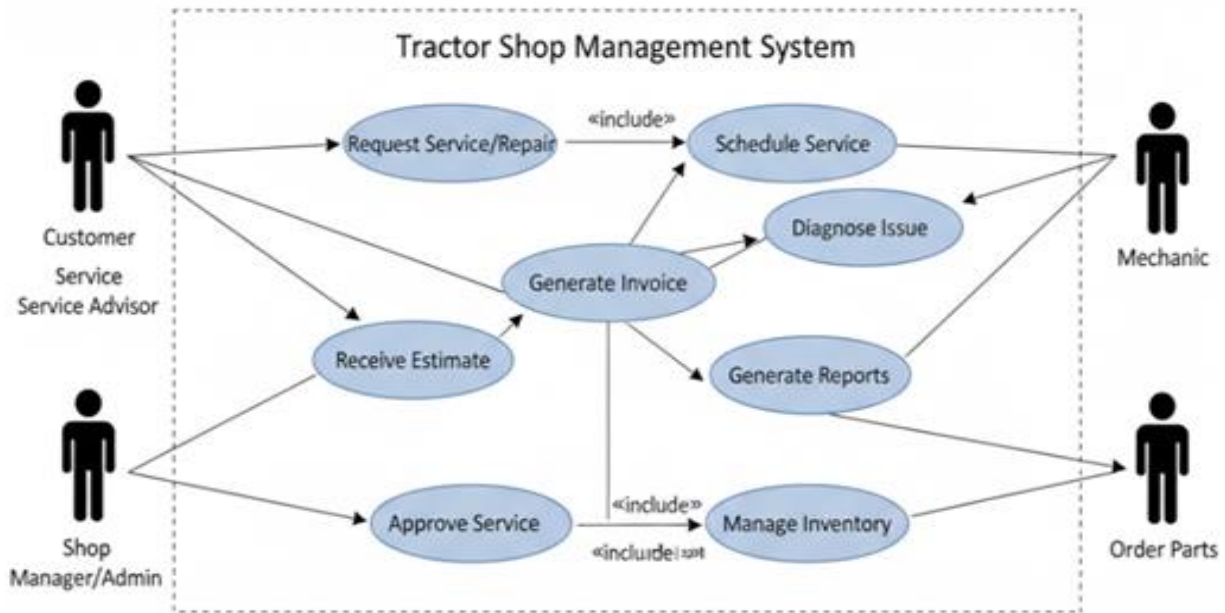 Tractor Shop Management System
«include»
Request Service/Repair
Schedule Service
Diagnose Issue
Customer
Service
Service Advisor
Mechanic
Generate Invoice
Receive Estimate
Generate Reports
«include»
Approve Service
Manage Inventory
«include
Shop
Manager/Admin
Order Parts